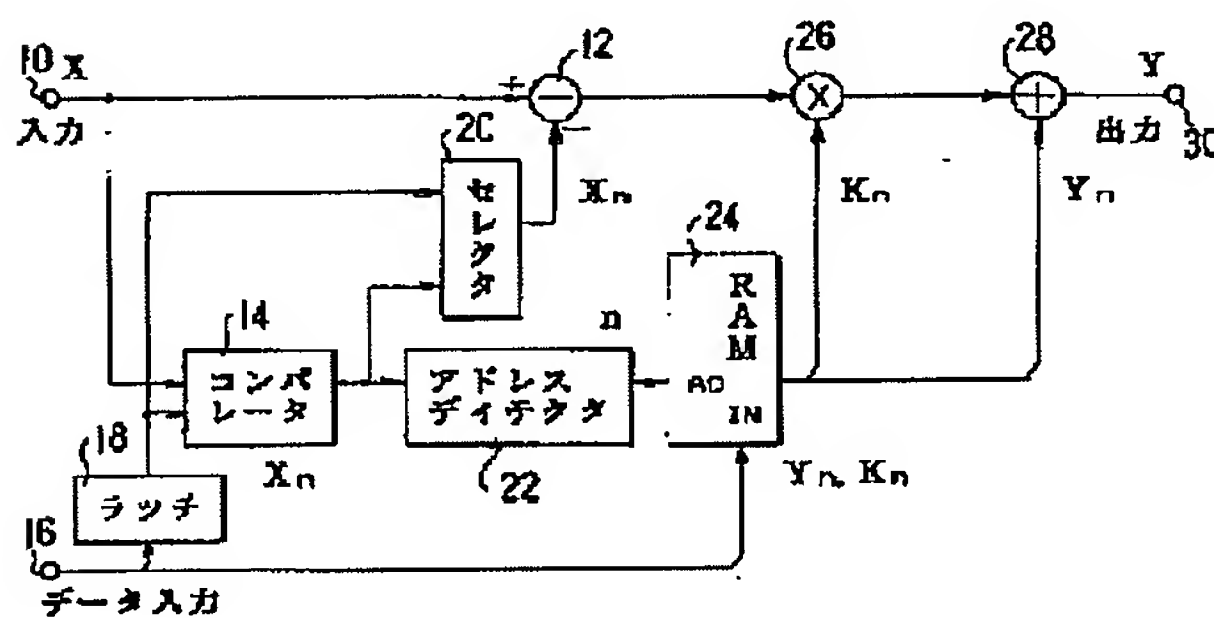 10 X
入力
12
+
−
−
26
X
28
+
Y
出力
30
20
セレクタ
Xn
Kn
Yn
24
RAM
AD
IN
n
14
コンパ
レータ
アドレス
ディテクタ
22
Xn
Yn, Kn
18
ラッチ
16
データ入力